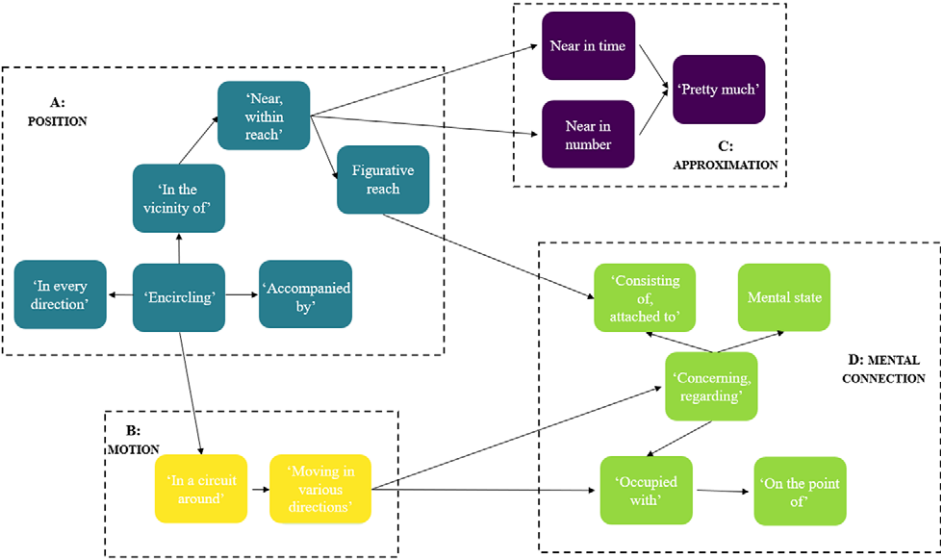 A:
POSITION
‘Near,
within
reach’
Figurative
reach
‘In the
vicinity of’
‘In every
direction’
‘Encircling’
‘Accompanied
by’
Near in time
Near in
number
‘Pretty much’
C:
APPROXIMATION
B:
MOTION
‘In a circuit
around’
‘Moving in
various
directions’
‘Consisting
of,
attached to’
Mental state
D: MENTAL
CONNECTION
‘Concerning,
regarding’
‘Occupied
with’
‘On the point
of’